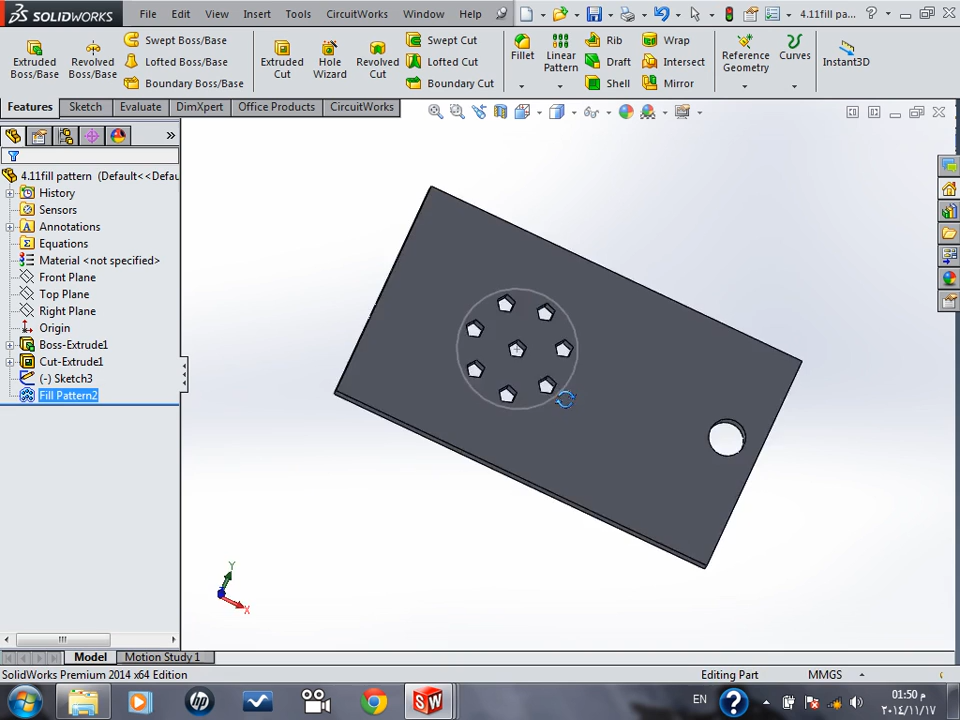 SOLIDWORKS File Edit View Insert Tools CircuitWorks Window Help 4.11fill pa... ?
Extruded Boss/Base
Revolved Boss/Base
Swept Boss/Base
Lofted Boss/Base
Boundary Boss/Base
Extruded Cut
Hole Wizard
Revolved Cut
Swept Cut
Lofted Cut
Boundary Cut
Fillet
Linear Pattern
Rib
Draft
Shell
Wrap
Intersect
Mirror
Reference Geometry
Curves
Instant3D
Features Sketch Evaluate DimXpert Office Products CircuitWorks
4.11fill pattern (Default<<Defau
History
Sensors
Annotations
Equations
Material <not specified>
Front Plane
Top Plane
Right Plane
Origin
Boss-Extrude1
Cut-Extrude1
(-) Sketch3
Fill Pattern2
Y
X
Model Motion Study 1
SolidWorks Premium 2014 x64 Edition Editing Part MMGS
EN 01:50 م
٢٠١٤/١١/١٧